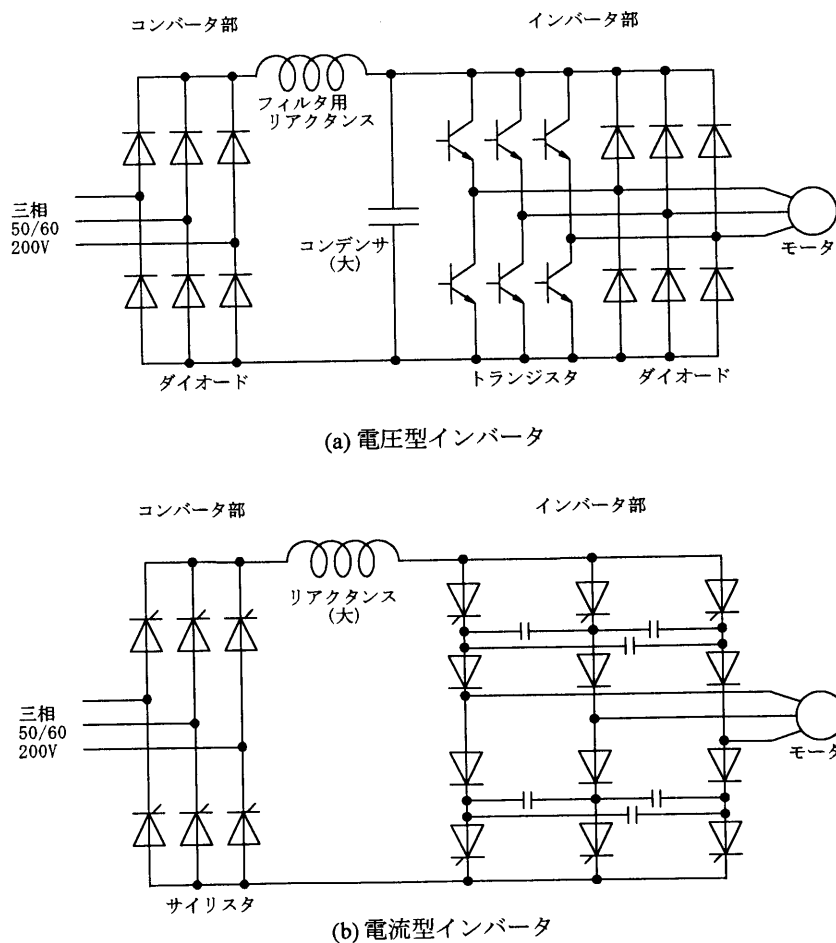 コンバータ部
インバータ部
フィルタ用
リアクタンス
三相
50/60
200V
コンデンサ
(大)
モータ
ダイオード
トランジスタ
ダイオード
(a) 電圧型インバータ
コンバータ部
インバータ部
リアクタンス
(大)
三相
50/60
200V
モータ
サイリスタ
(b) 電流型インバータ